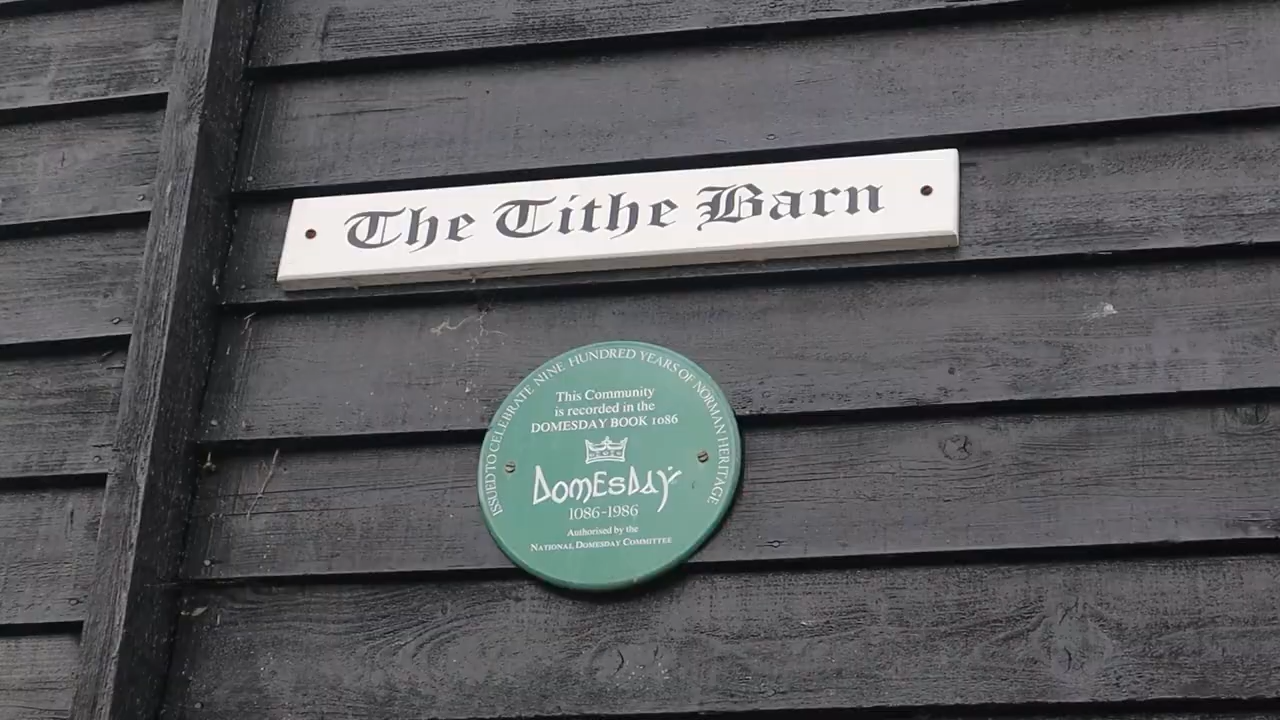 The Tithe Barn
ISSUED TO CELEBRATE NINE HUNDRED YEARS OF NORMAN HERITAGE
This Community
is recorded in the
DOMESDAY BOOK 1086
DOMESDAY
1086-1986
Authorised by the
NATIONAL DOMESDAY COMMITTEE